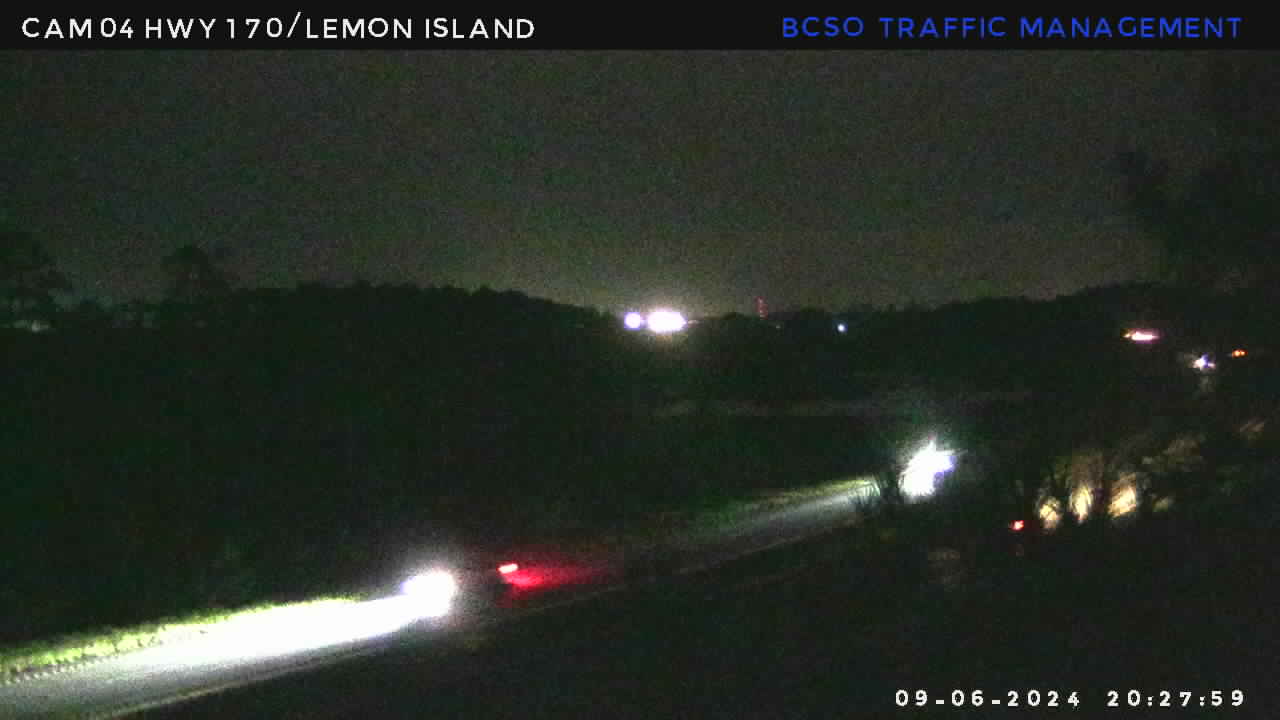 CAM04 HWY 170/LEMON ISLAND
BCSO TRAFFIC MANAGEMENT
09-06-2024 20:27:59